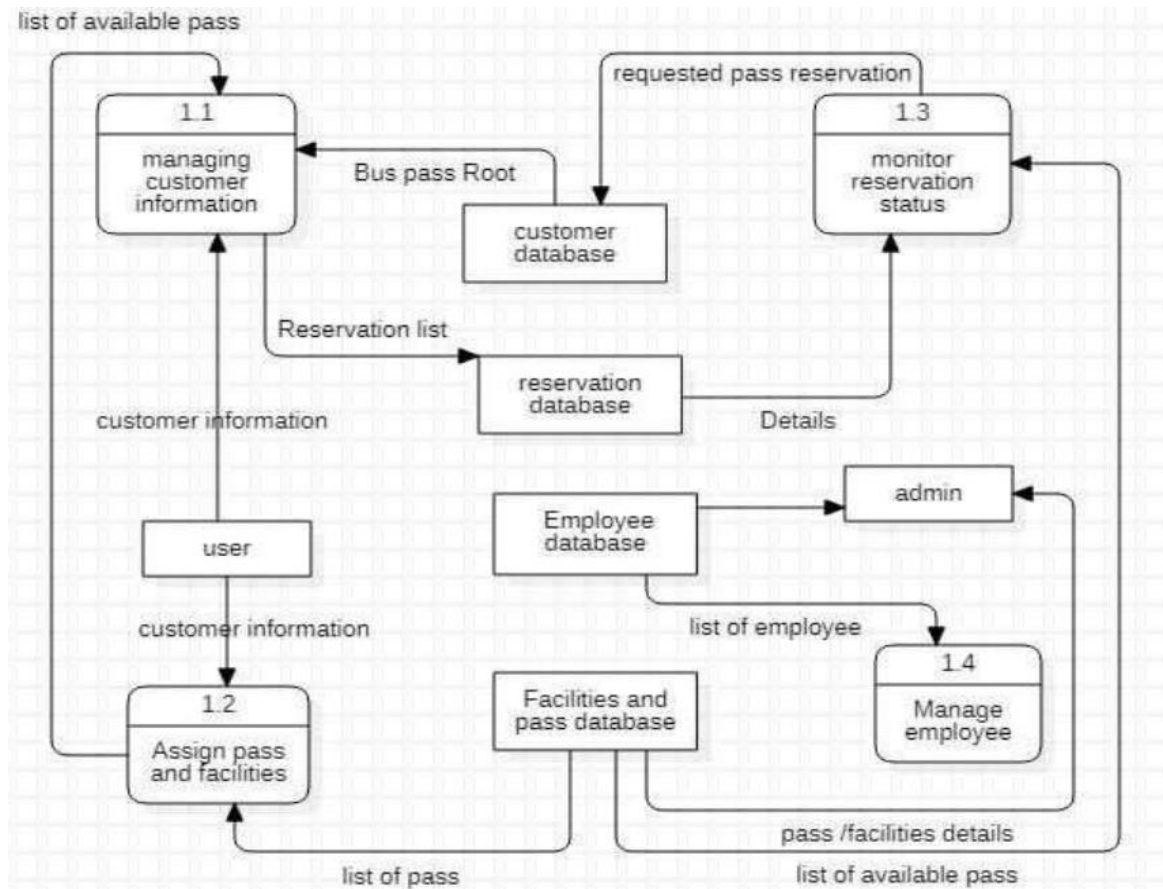 list of available pass
requested pass reservation
1.1
managing
customer
information
1.3
monitor
reservation
status
Bus pass Root
customer
database
Reservation list
reservation
database
customer information
Details
admin
Employee
database
user
customer information
list of employee
1.4
Manage
employee
1.2
Assign pass
and facilities
Facilities and
pass database
pass /facilities details
list of pass
list of available pass